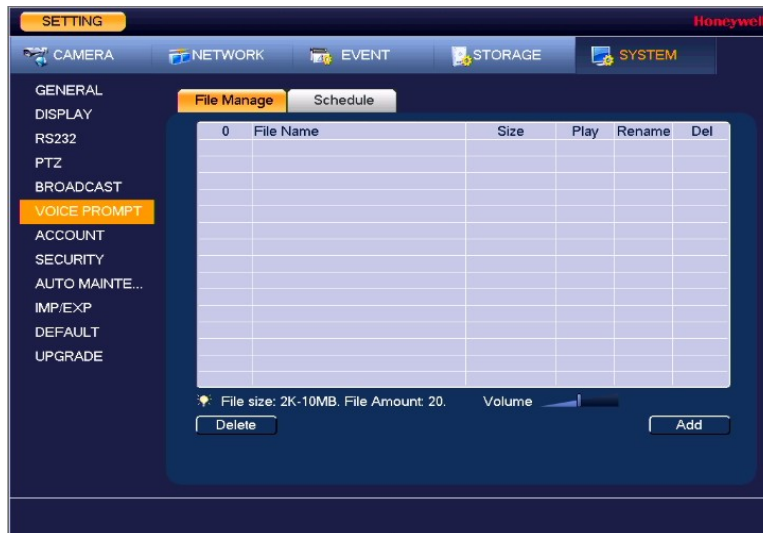 SETTING
Honeywell
CAMERA NETWORK EVENT STORAGE SYSTEM
GENERAL
DISPLAY
RS232
PTZ
BROADCAST
VOICE PROMPT
ACCOUNT
SECURITY
AUTO MAINTE...
IMP/EXP
DEFAULT
UPGRADE
File Manage Schedule
0 File Name Size Play Rename Del
File size: 2K-10MB. File Amount: 20. Volume
Delete Add